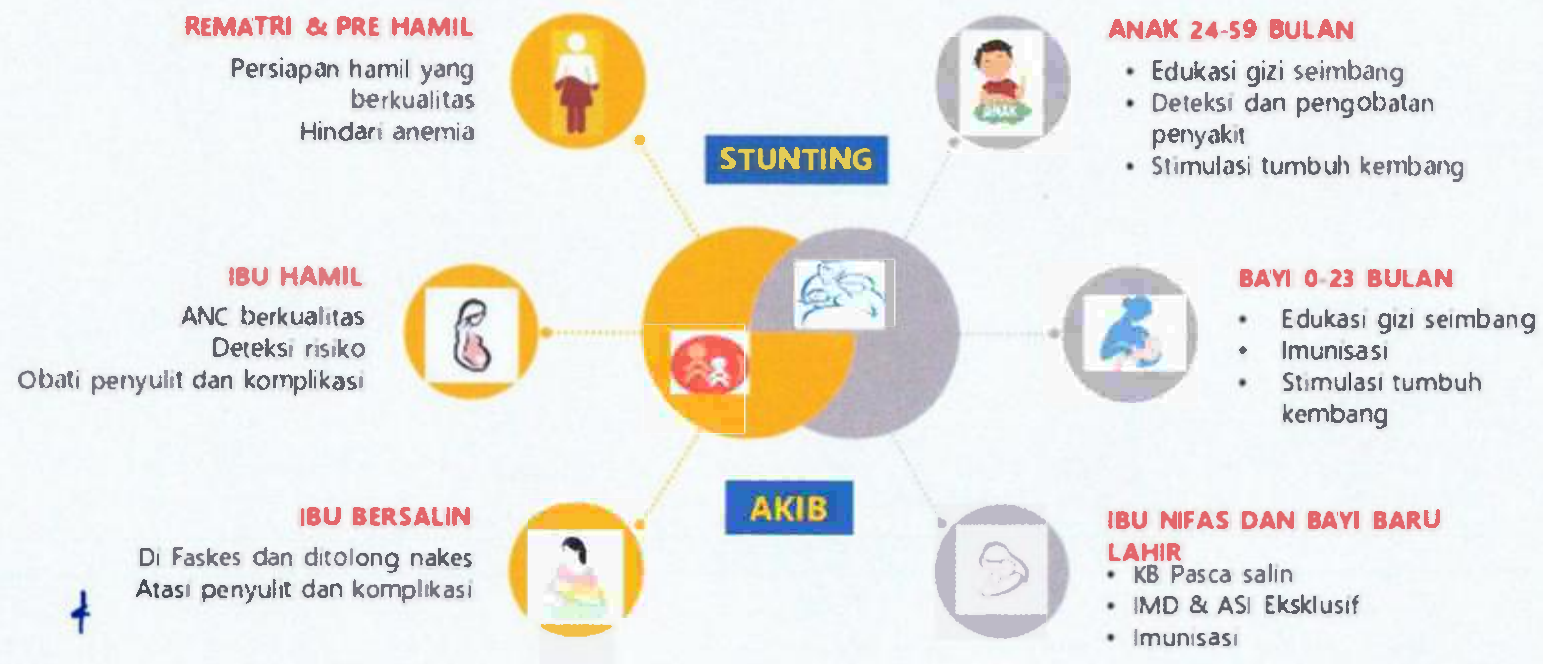 REMATRI & PRE HAMIL
Persiapan hamil yang
berkualitas
Hindari anemia
IBU HAMIL
ANC berkualitas
Deteksi risiko
Obati penyulit dan komplikasi
IBU BERSALIN
Di Faskes dan ditolong nakes
Atasi penyulit dan komplikasi
STUNTING
AKIB
ANAK 24-59 BULAN
• Edukasi gizi seimbang
• Deteksi dan pengobatan
penyakit
• Stimulasi tumbuh kembang
ANAK
BAYI 0-23 BULAN
• Edukasi gizi seimbang
• Imunisasi
• Stimulasi tumbuh
kembang
IBU NIFAS DAN BAYI BARU
LAHIR
• KB Pasca salin
• IMD & ASI Eksklusif
• Imunisasi